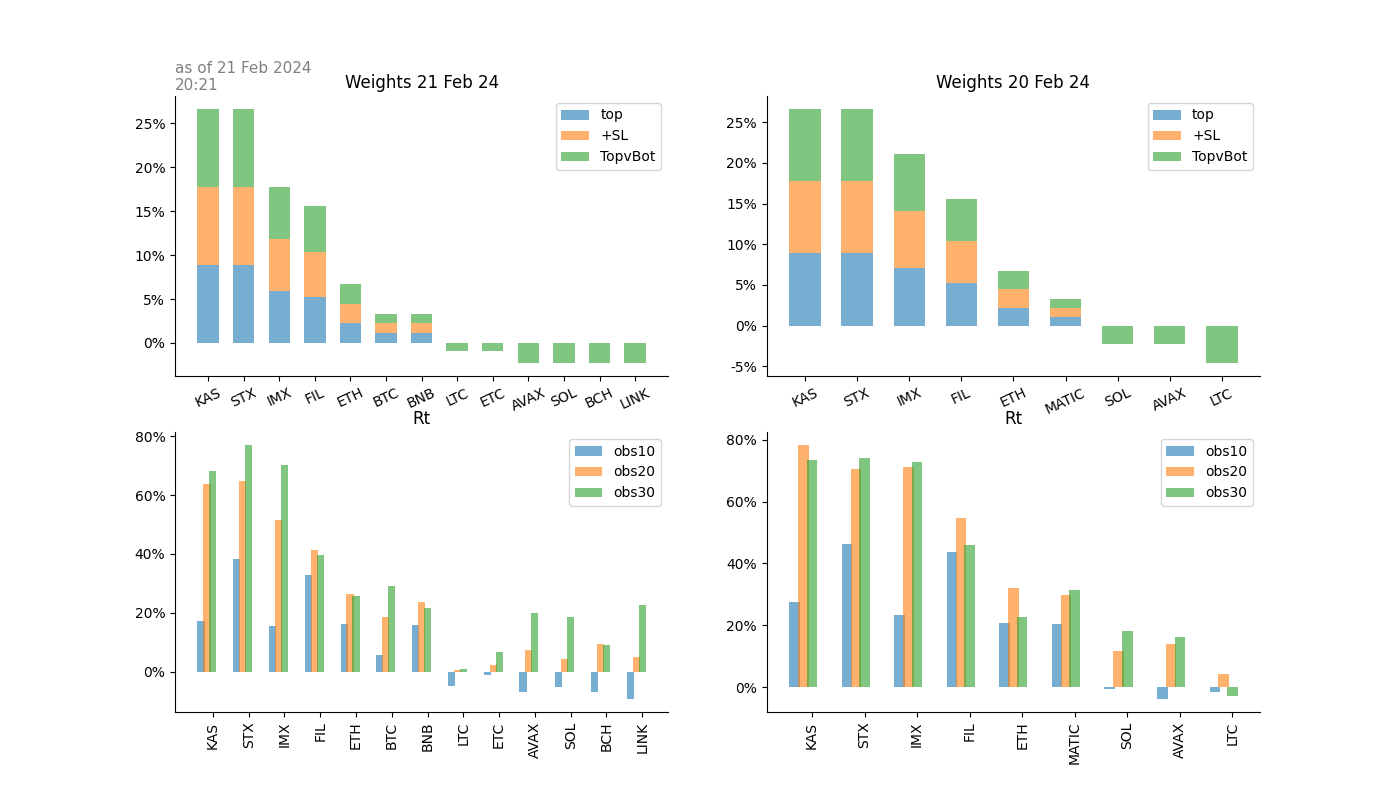 as of 21 Feb 2024
20:21
Weights 21 Feb 24
25%
20%
15%
10%
5%
0%
top
+SL
TopvBot
KAS STX IMX FIL ETH BTC BNB LTC ETC AVAX SOL BCH LINK
Weights 20 Feb 24
25%
20%
15%
10%
5%
0%
-5%
top
+SL
TopvBot
KAS STX IMX FIL ETH MATIC SOL AVAX LTC
Rt
80%
60%
40%
20%
0%
obs10
obs20
obs30
KAS STX IMX FIL ETH BTC BNB LTC ETC AVAX SOL BCH LINK
Rt
80%
60%
40%
20%
0%
obs10
obs20
obs30
KAS STX IMX FIL ETH MATIC SOL AVAX LTC